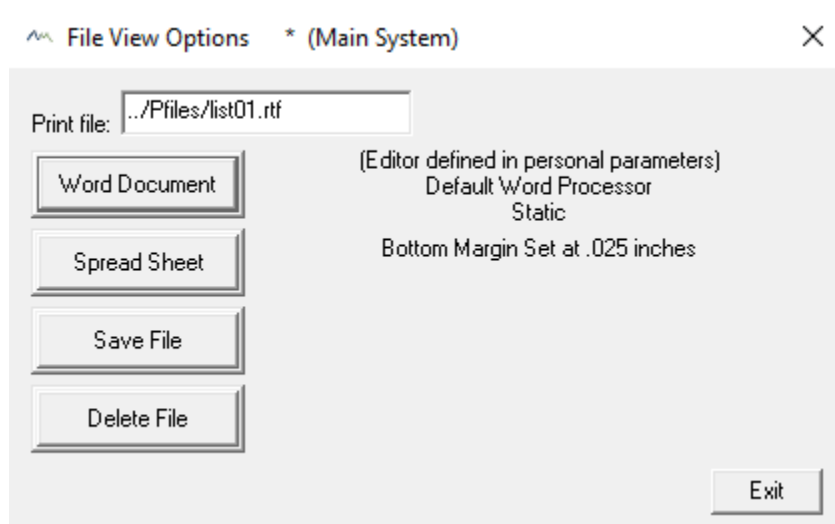 File View Options * (Main System)
Print file: ../Pfiles/list01.rtf
Word Document
(Editor defined in personal parameters)
Default Word Processor
Static
Spread Sheet
Bottom Margin Set at .025 inches
Save File
Delete File
Exit